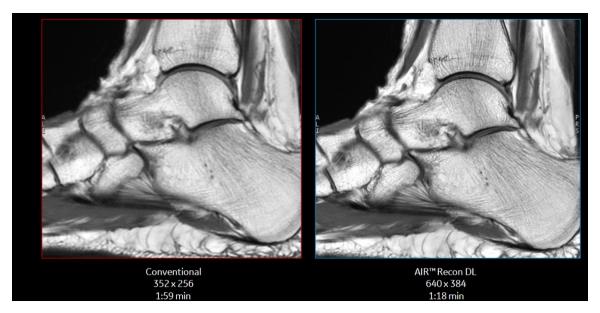 A
L
I
A
L
I
P
R
S
Conventional
352 x 256
1:59 min
AIR™ Recon DL
640 x 384
1:18 min